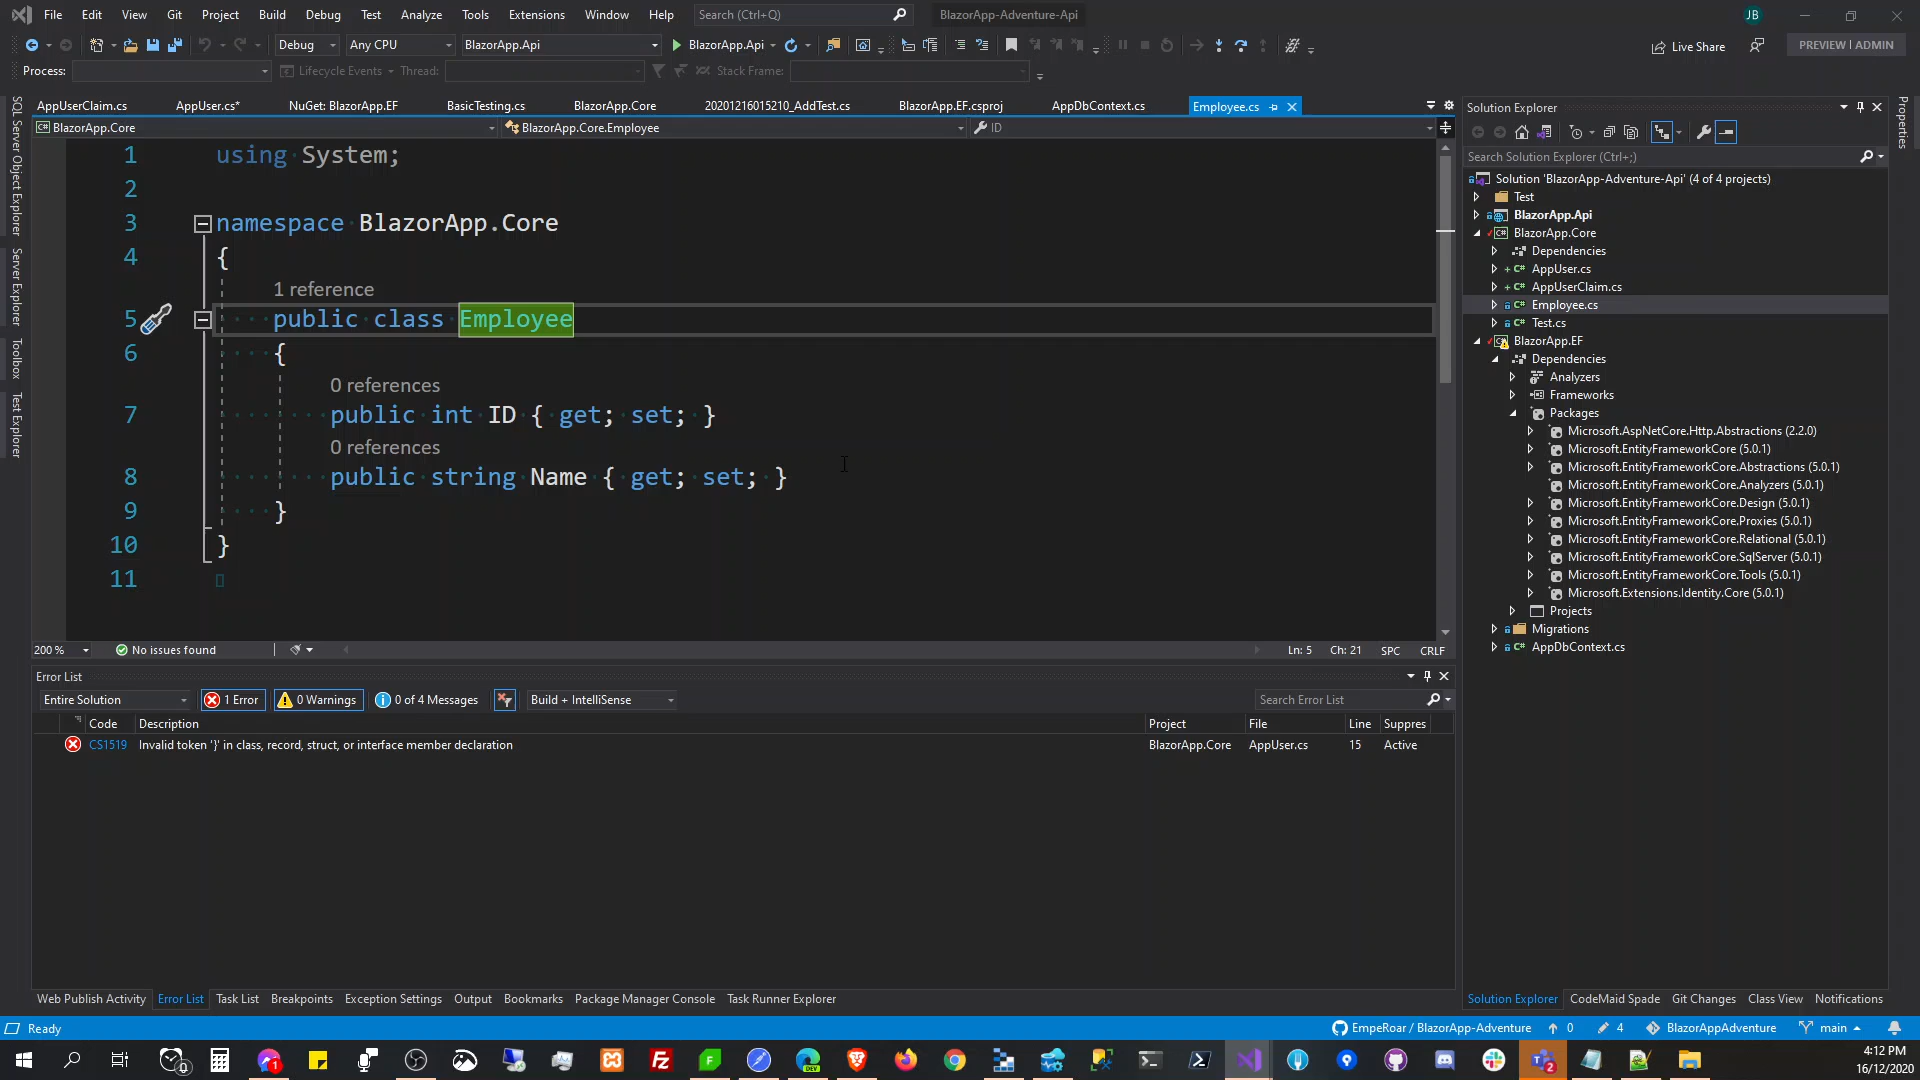 File Edit View Git Project Build Debug Test Analyze Tools Extensions Window Help Search (Ctrl+Q) BlazorApp-Adventure-Api JB
Debug Any CPU BlazorApp.Api BlazorApp.Api Live Share PREVIEW | ADMIN
Process: Lifecycle Events Thread: Stack Frame:
SQL Server Object Explorer
Server Explorer
Toolbox
Test Explorer
AppUserClaim.cs AppUser.cs* NuGet: BlazorApp.EF BasicTesting.cs BlazorApp.Core 20201216015210_AddTest.cs BlazorApp.EF.csproj AppDbContext.cs Employee.cs
BlazorApp.Core BlazorApp.Core.Employee ID
1 using System;
2
3 namespace BlazorApp.Core
4 {
1 reference
5 public class Employee
6 {
0 references
7 public int ID { get; set; }
0 references
8 public string Name { get; set; }
9 }
10 }
11
200 % No issues found Ln: 5 Ch: 21 SPC CRLF
Error List
Entire Solution 1 Error 0 Warnings 0 of 4 Messages Build + IntelliSense Search Error List
Code Description Project File Line Suppres
CS1519 Invalid token '}' in class, record, struct, or interface member declaration BlazorApp.Core AppUser.cs 15 Active
Web Publish Activity Error List Task List Breakpoints Exception Settings Output Bookmarks Package Manager Console Task Runner Explorer
Solution Explorer
Search Solution Explorer (Ctrl+;)
Solution 'BlazorApp-Adventure-Api' (4 of 4 projects)
Test
BlazorApp.Api
BlazorApp.Core
Dependencies
AppUser.cs
AppUserClaim.cs
Employee.cs
Test.cs
BlazorApp.EF
Dependencies
Analyzers
Frameworks
Packages
Microsoft.AspNetCore.Http.Abstractions (2.2.0)
Microsoft.EntityFrameworkCore (5.0.1)
Microsoft.EntityFrameworkCore.Abstractions (5.0.1)
Microsoft.EntityFrameworkCore.Analyzers (5.0.1)
Microsoft.EntityFrameworkCore.Design (5.0.1)
Microsoft.EntityFrameworkCore.Proxies (5.0.1)
Microsoft.EntityFrameworkCore.Relational (5.0.1)
Microsoft.EntityFrameworkCore.SqlServer (5.0.1)
Microsoft.EntityFrameworkCore.Tools (5.0.1)
Microsoft.Extensions.Identity.Core (5.0.1)
Projects
Migrations
AppDbContext.cs
Solution Explorer CodeMaid Spade Git Changes Class View Notifications
Properties
Ready EmpeRoar / BlazorApp-Adventure 0 4 BlazorAppAdventure main
4:12 PM
16/12/2020